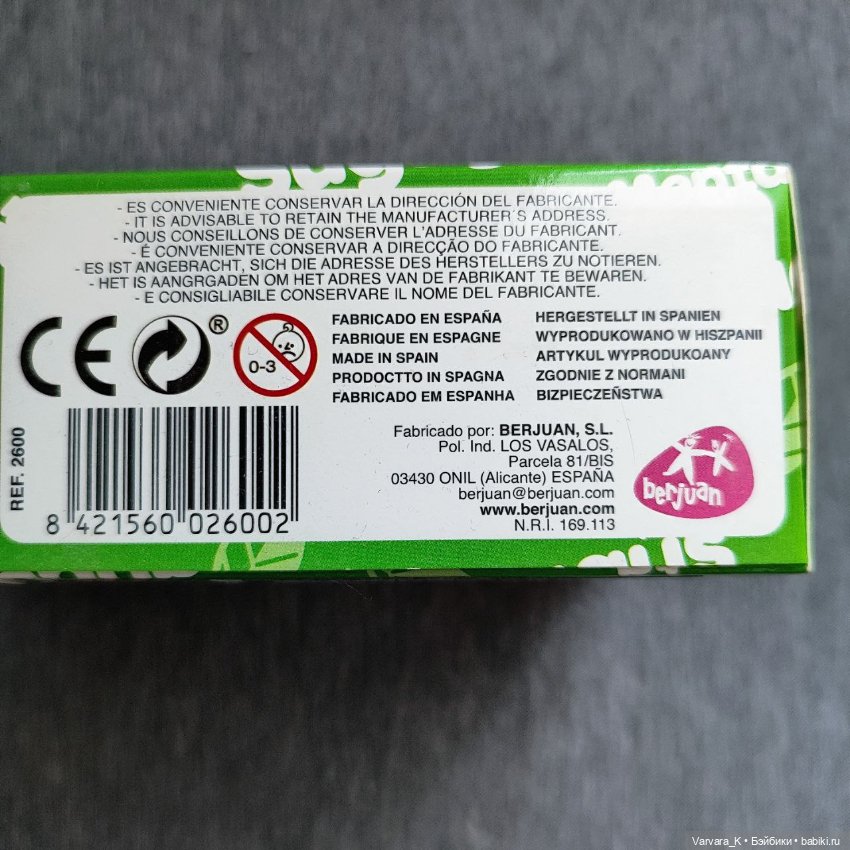 - ES CONVENIENTE CONSERVAR LA DIRECCIÓN DEL FABRICANTE.
- IT IS ADVISABLE TO RETAIN THE MANUFACTURER´S ADDRESS.
- NOUS CONSEILLONS DE CONSERVER L'ADRESSE DU FABRICANT.
- É CONVENIENTE CONSERVAR A DIRECÇÃO DO FABRICANTE.
- ES IST ANGEBRACHT, SICH DIE ADRESSE DES HERSTELLERS ZU NOTIEREN.
- HET IS AANGRGADEN OM HET ADRES VAN DE FABRIKANT TE BEWAREN.
- E CONSIGLIABILE CONSERVARE IL NOME DEL FABRICANTE.
CE ®
0-3
FABRICADO EN ESPAÑA
FABRIQUE EN ESPAGNE
MADE IN SPAIN
PRODOCTTO IN SPAGNA
FABRICADO EM ESPANHA
HERGESTELLT IN SPANIEN
WYPRODUKOWANO W HISZPANII
ARTYKUL WYPRODUKOANY
ZGODNIE Z NORMANI
BIZPIECZEŃSTWA
REF. 2600
8 421560 026002
Fabricado por: BERJUAN, S.L.
Pol. Ind. LOS VASALOS,
Parcela 81/BIS
03430 ONIL (Alicante) ESPAÑA
berjuan@berjuan.com
www.berjuan.com
N.R.I. 169.113
berjuan
Varvara_K • Бэйбики • babiki.ru